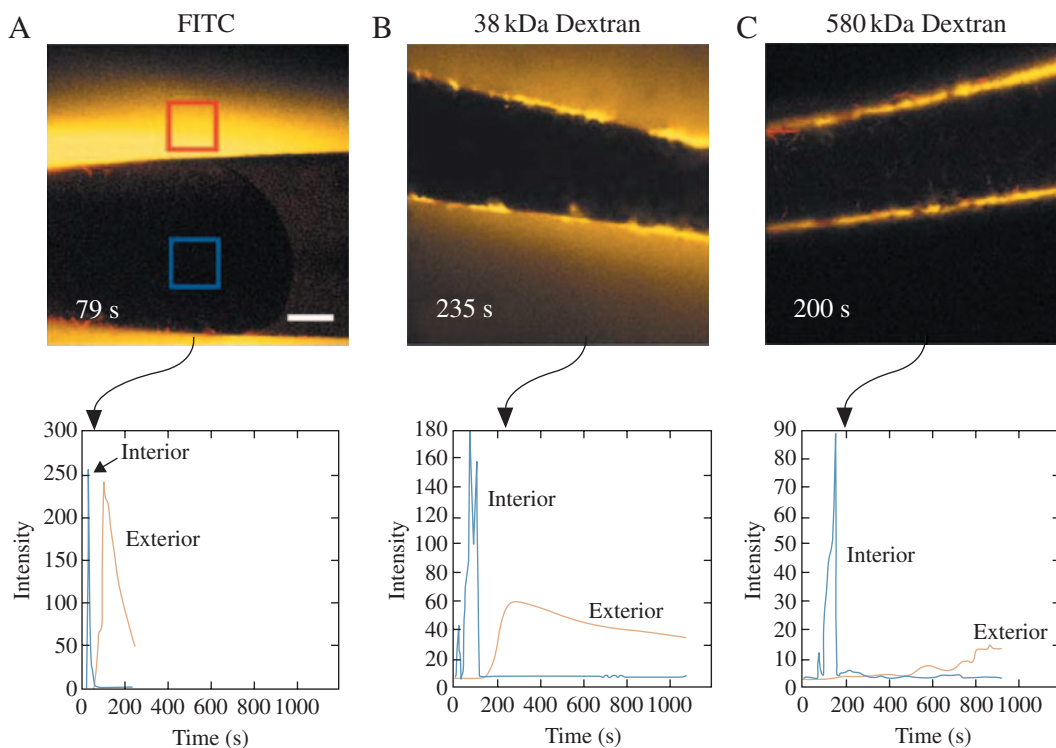 A FITC
B 38 kDa Dextran
C 580 kDa Dextran
79 s
235 s
200 s
300
250
200
150
100
50
0
Intensity
Interior
Exterior
0 200 400 600 800 1000
Time (s)
180
160
140
120
100
80
60
40
20
0
Intensity
Interior
Exterior
0 200 400 600 800 1000
Time (s)
90
80
70
60
50
40
30
20
10
0
Intensity
Interior
Exterior
0 200 400 600 800 1000
Time (s)